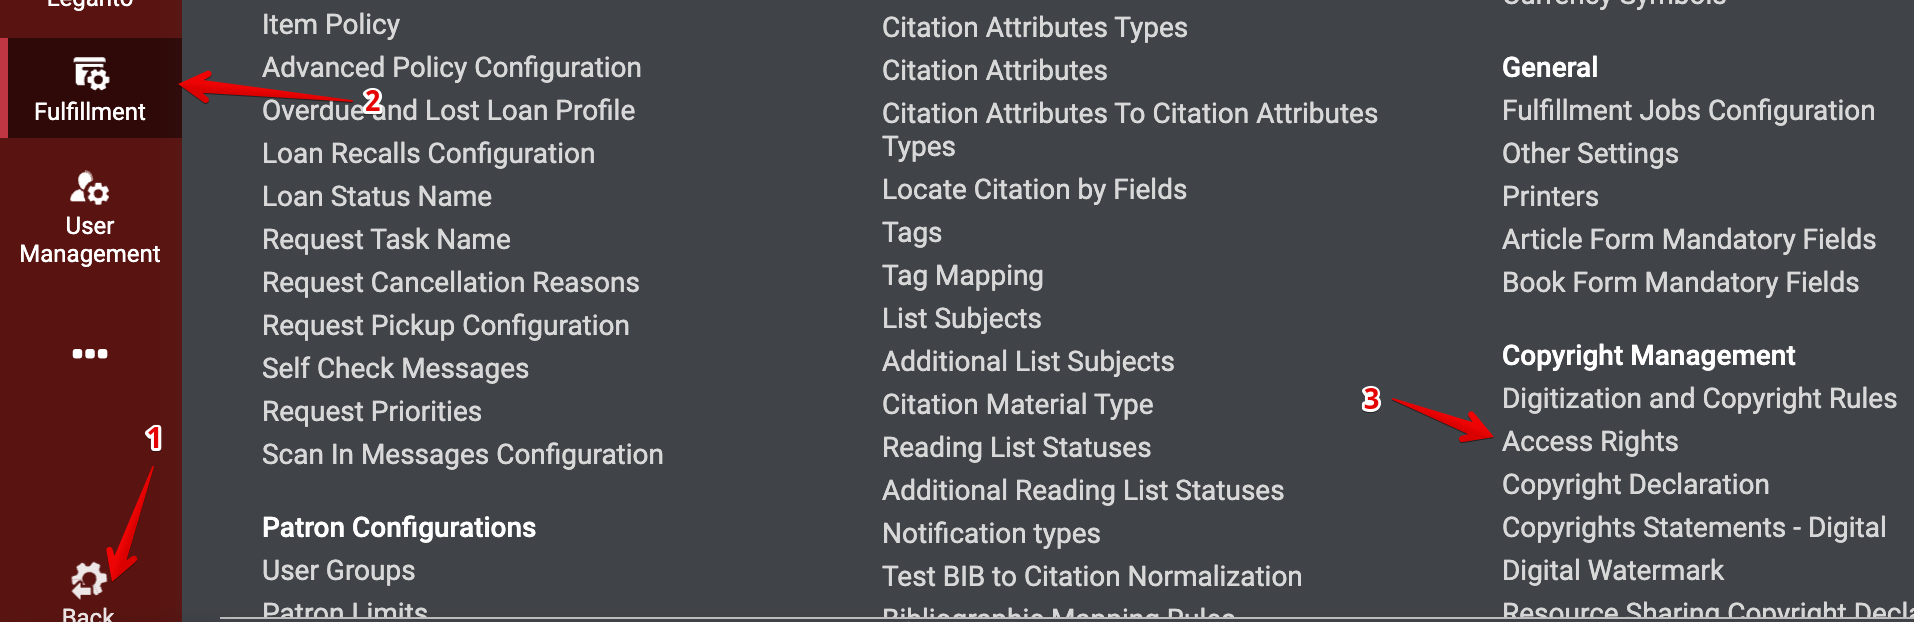 Leganto
Fulfillment
User
Management
1
Back
Item Policy
Advanced Policy Configuration
2
Overdue and Lost Loan Profile
Loan Recalls Configuration
Loan Status Name
Request Task Name
Request Cancellation Reasons
Request Pickup Configuration
Self Check Messages
Request Priorities
Scan In Messages Configuration
Patron Configurations
User Groups
Patron Limits
Citation Attributes Types
Citation Attributes
Citation Attributes To Citation Attributes
Types
Locate Citation by Fields
Tags
Tag Mapping
List Subjects
Additional List Subjects
Citation Material Type
Reading List Statuses
Additional Reading List Statuses
Notification types
Test BIB to Citation Normalization
Bibliographic Mapping Rules
Currency Symbols
General
Fulfillment Jobs Configuration
Other Settings
Printers
Article Form Mandatory Fields
Book Form Mandatory Fields
Copyright Management
3
Digitization and Copyright Rules
Access Rights
Copyright Declaration
Copyrights Statements - Digital
Digital Watermark
Resource Sharing Copyright Decla